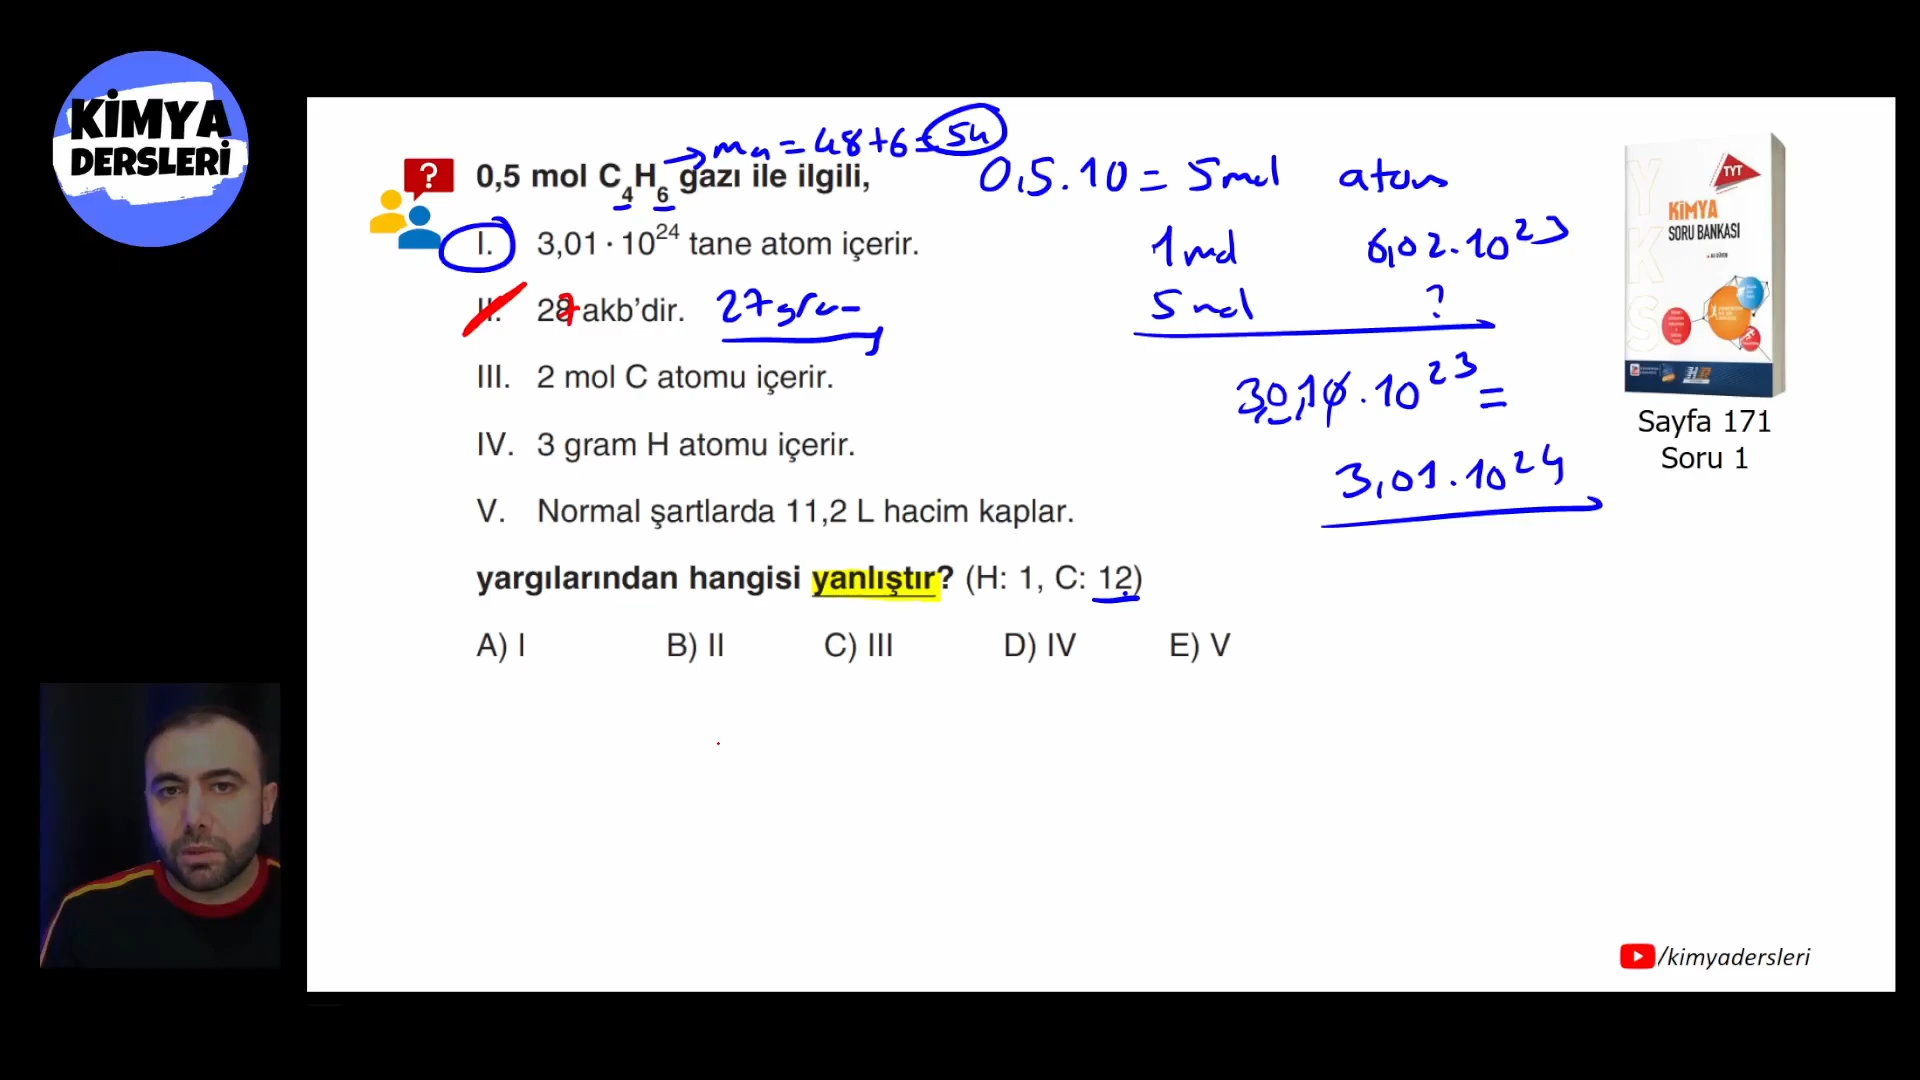 KİMYA
DERSLERİ
→ mA = 48+6 = 54
0,5 mol C4H6 gazı ile ilgili,
0,5.10 = 5 mol atom
I. 3,01 · 10^24 tane atom içerir.
1 mol 6,02.10^23
II. 27 akb'dir. 27 gram
5 mol ?
III. 2 mol C atomu içerir.
30,10.10^23 =
IV. 3 gram H atomu içerir.
3,01.10^24
V. Normal şartlarda 11,2 L hacim kaplar.
yargılarından hangisi yanlıştır? (H: 1, C: 12)
A) I B) II C) III D) IV E) V
YKS
TYT
KİMYA
SORU BANKASI
Sayfa 171
Soru 1
/kimyadersleri